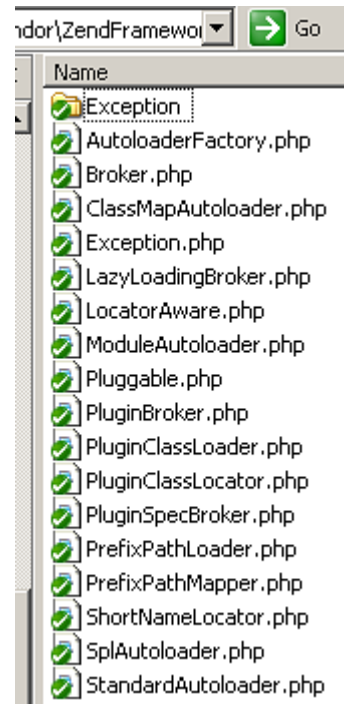 ndor\ZendFramewo Go
Name
Exception
AutoloaderFactory.php
Broker.php
ClassMapAutoloader.php
Exception.php
LazyLoadingBroker.php
LocatorAware.php
ModuleAutoloader.php
Pluggable.php
PluginBroker.php
PluginClassLoader.php
PluginClassLocator.php
PluginSpecBroker.php
PrefixPathLoader.php
PrefixPathMapper.php
ShortNameLocator.php
SplAutoloader.php
StandardAutoloader.php